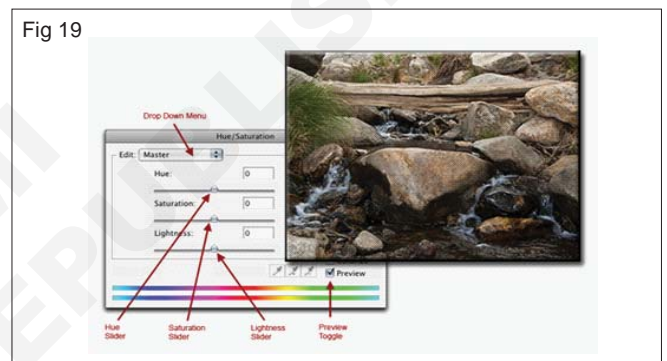 Fig 19
Drop Down Menu
Hue/Saturation
Edit: Master
Hue: 0
Saturation: 0
Lightness: 0
Preview
Hue Slider
Saturation Slider
Lightness Slider
Preview Toggle